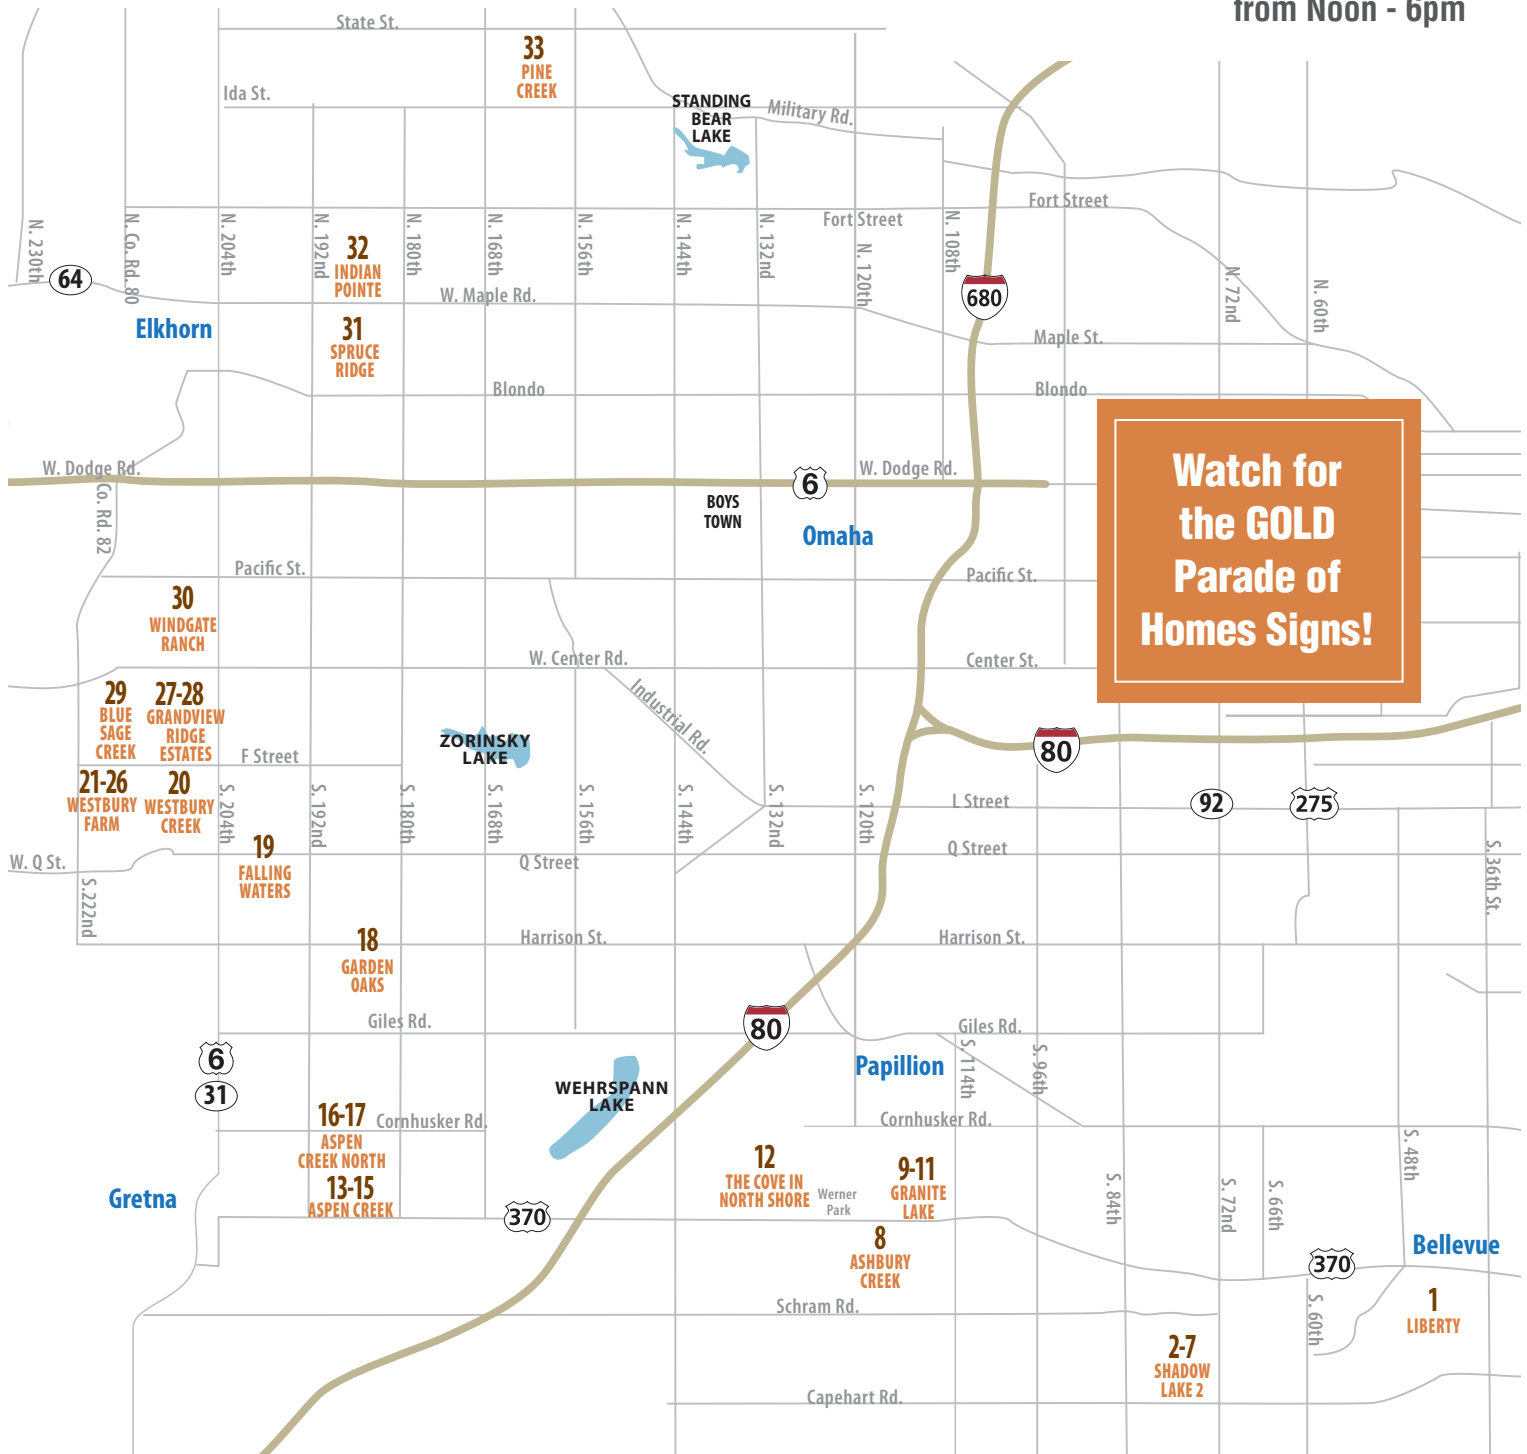 from Noon - 6pm
State St.
33
PINE
CREEK
Ida St.
STANDING
BEAR
LAKE
Military Rd.
Fort Street
Fort Street
N. 230th
N. Co. Rd. 80
N. 204th
N. 192nd
N. 180th
N. 168th
N. 156th
N. 144th
N. 132nd
N. 120th
N. 108th
N. 72nd
N. 60th
32
INDIAN
POINTE
64
680
W. Maple Rd.
Elkhorn
31
SPRUCE
RIDGE
Maple St.
Blondo
Blondo
W. Dodge Rd.
W. Dodge Rd.
6
Co. Rd. 82
BOYS
TOWN
Omaha
Watch for
the GOLD
Parade of
Homes Signs!
Pacific St.
Pacific St.
30
WINDGATE
RANCH
W. Center Rd.
Center St.
Industrial Rd.
29
BLUE
SAGE
CREEK
27-28
GRANDVIEW
RIDGE
ESTATES
F Street
ZORINSKY
LAKE
80
21-26
WESTBURY
FARM
20
WESTBURY
CREEK
S. 204th
S. 192nd
S. 180th
S. 168th
S. 156th
S. 144th
S. 132nd
S. 120th
L Street
92
275
19
FALLING
WATERS
W. Q St.
Q Street
Q Street
S.222nd
S.36th St.
18
GARDEN
OAKS
Harrison St.
Harrison St.
Giles Rd.
80
Giles Rd.
6
31
Papillion
S. 114th
S. 96th
WEHRSPANN
LAKE
16-17
ASPEN
CREEK NORTH
Cornhusker Rd.
Cornhusker Rd.
13-15
ASPEN CREEK
Gretna
370
12
THE COVE IN
NORTH SHORE
Werner
Park
9-11
GRANITE
LAKE
S. 84th
S. 72nd
S. 66th
S. 48th
8
ASHBURY
CREEK
370
Bellevue
Schram Rd.
S. 60th
1
LIBERTY
2-7
SHADOW
LAKE 2
Capehart Rd.